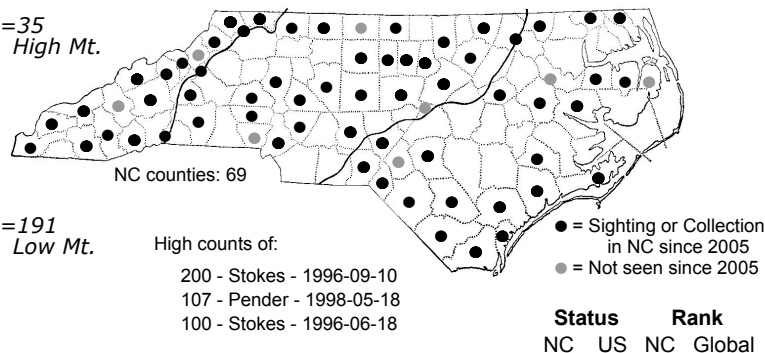 =35
High Mt.
NC counties: 69
=191
Low Mt.
High counts of:
200 - Stokes - 1996-09-10
107 - Pender - 1998-05-18
100 - Stokes - 1996-06-18
● = Sighting or Collection
in NC since 2005
● = Not seen since 2005
Status Rank
NC US NC Global